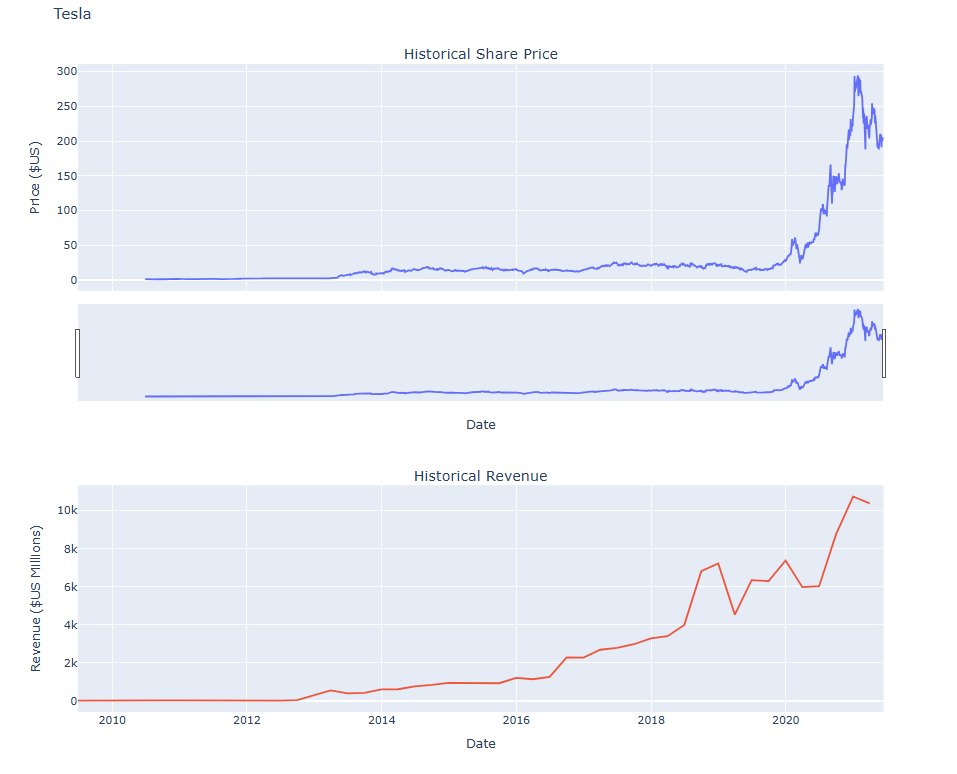 Tesla
Historical Share Price
300
250
200
150
100
50
0
Price ($US)
Date
Historical Revenue
10k
8k
6k
4k
2k
0
Revenue ($US Millions)
2010 2012 2014 2016 2018 2020
Date